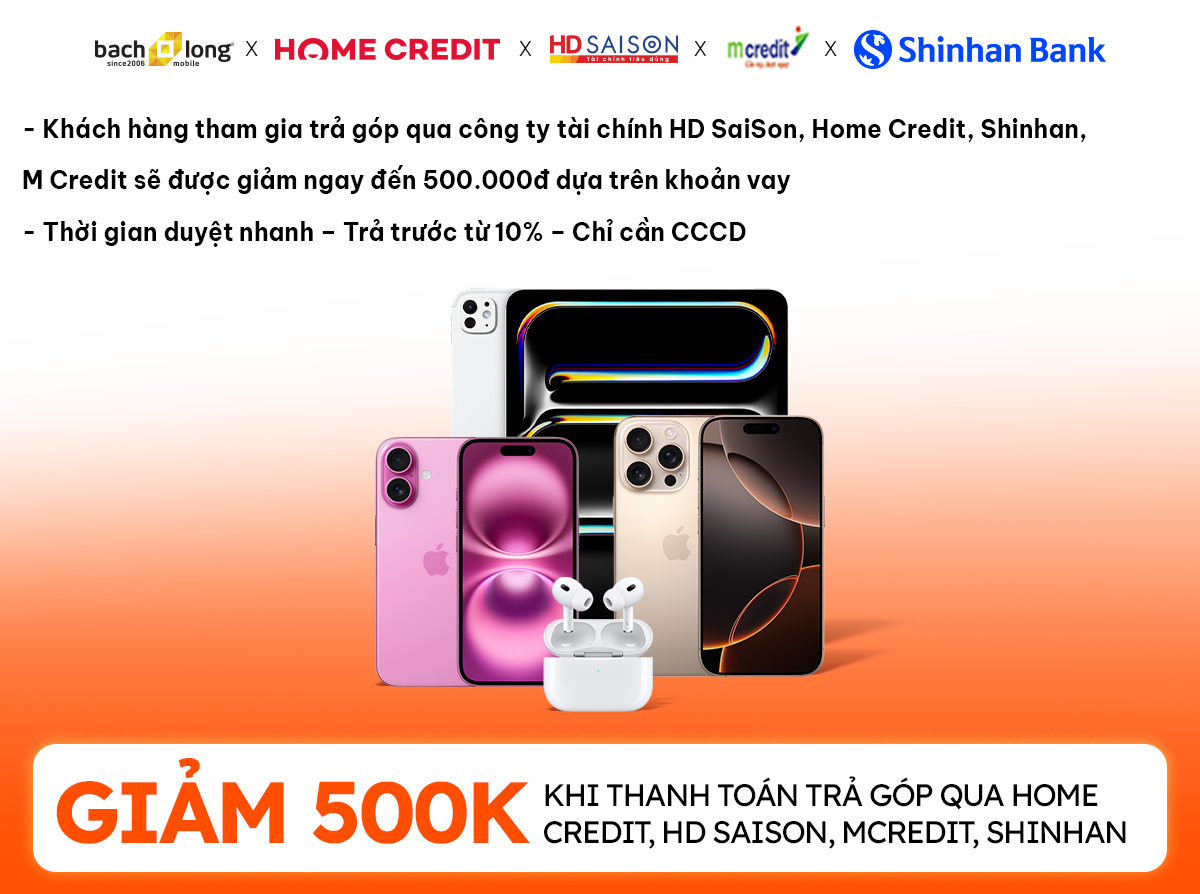 bach long X HOME CREDIT X HD SAISON X mcredit X Shinhan Bank
since2006 mobile Tài chính tiêu dùng
- Khách hàng tham gia trả góp qua công ty tài chính HD SaiSon, Home Credit, Shinhan,
M Credit sẽ được giảm ngay đến 500.000đ dựa trên khoản vay
- Thời gian duyệt nhanh – Trả trước từ 10% – Chỉ cần CCCD
GIẢM 500K
KHI THANH TOÁN TRẢ GÓP QUA HOME
CREDIT, HD SAISON, MCREDIT, SHINHAN